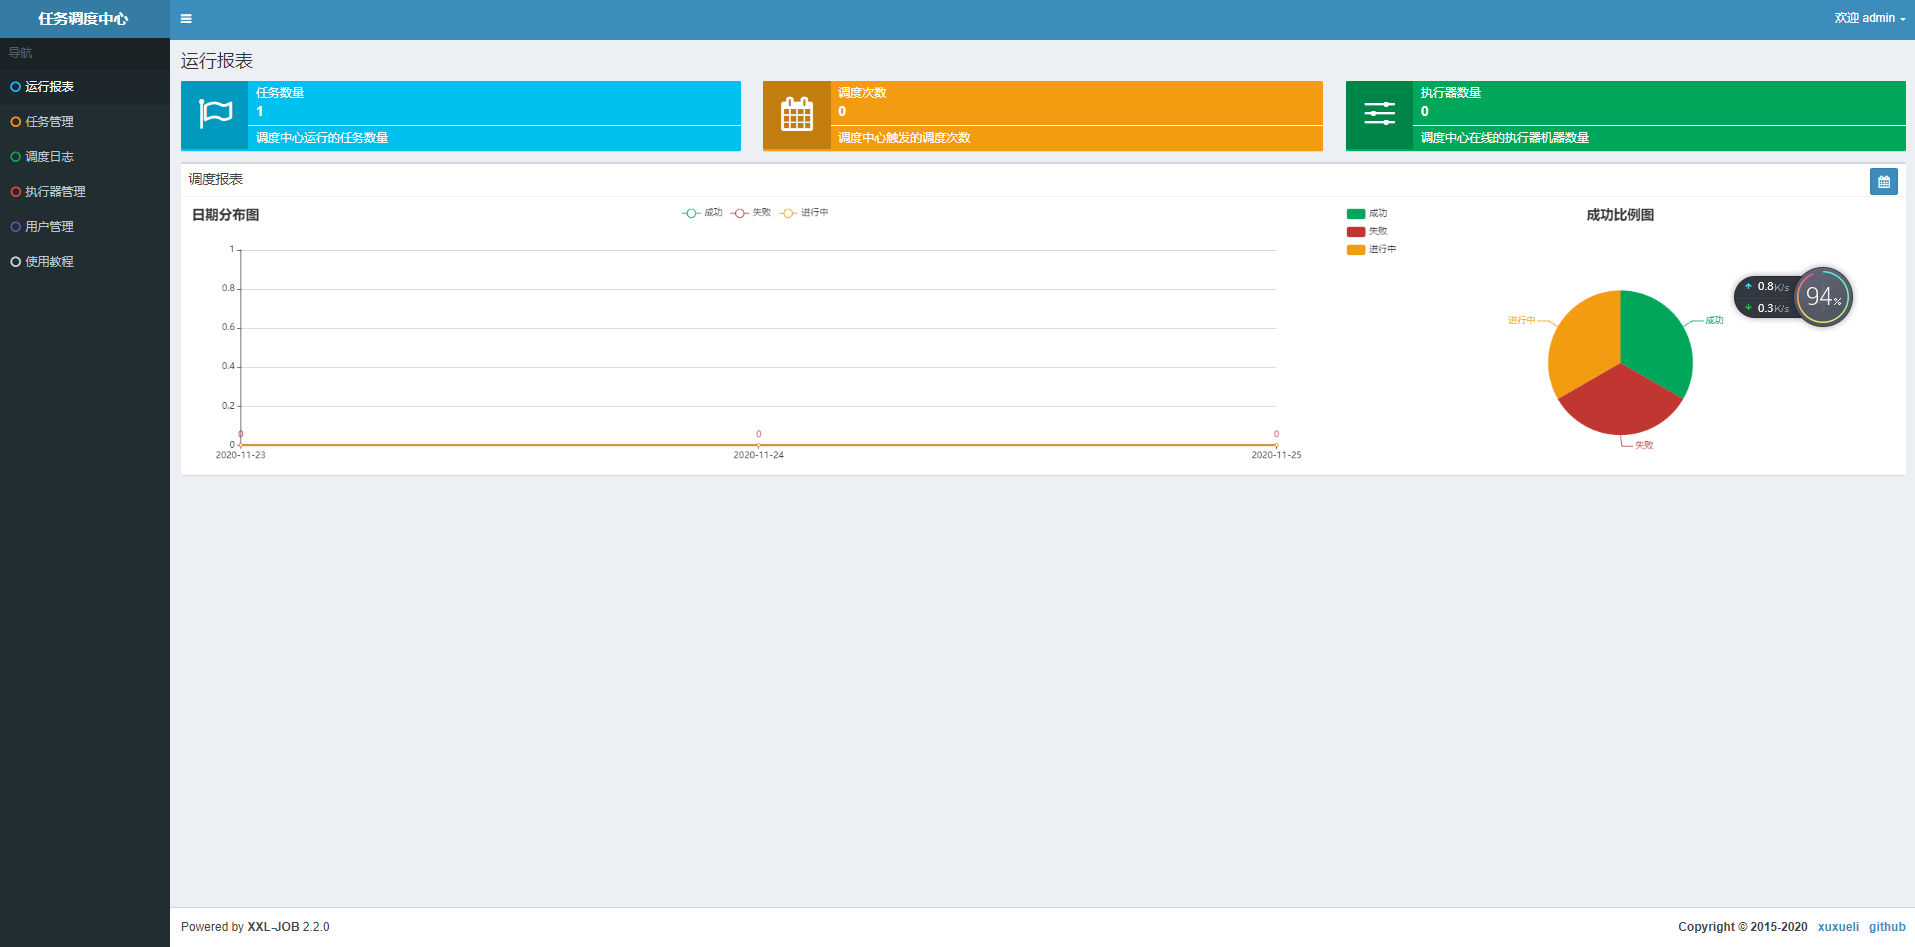 任务调度中心
欢迎 admin
导航
运行报表
任务管理
调度日志
执行器管理
用户管理
使用教程
运行报表
任务数量
1
调度中心运行的任务数量
调度次数
0
调度中心触发的调度次数
执行器数量
0
调度中心在线的执行器机器数量
调度报表
日期分布图
成功 失败 进行中
1
0.8
0.6
0.4
0.2
0
0 0 0
2020-11-23 2020-11-24 2020-11-25
成功
失败
进行中
成功比例图
进行中
成功
失败
0.8K/s
0.3K/s
94%
Powered by XXL-JOB 2.2.0
Copyright © 2015-2020 xuxueli github